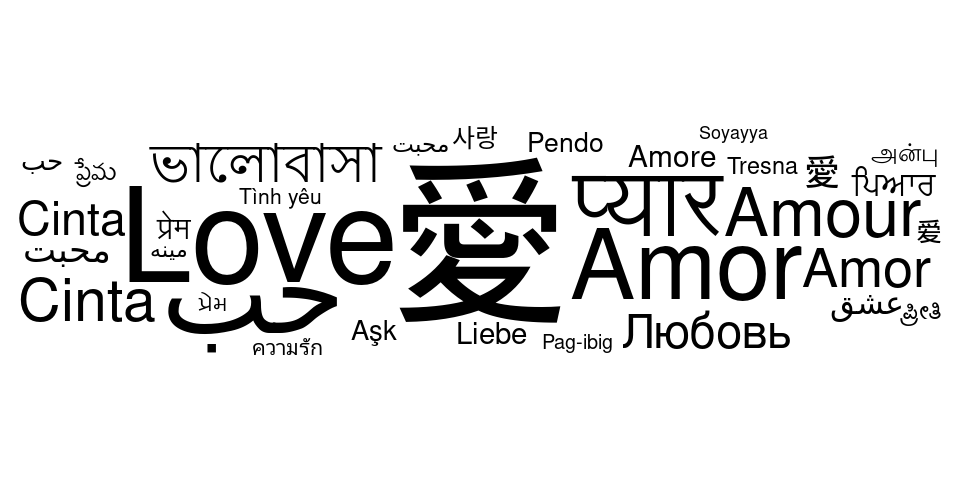 حب
ప్రేమ
ভালোবাসা
محبت
사랑
Pendo
Soyayya
Amore
Tresna
愛
அன்பு
ਪਿਆਰ
Cinta
محبت
प्रेम
مينه
Tình yêu
Love
愛
प्यार
Amour
爱
Cinta
પ્રેમ
حب
Amor
Amor
عشق
ಪ್ರೀತಿ
ความรัก
Aşk
Liebe
Pag-ibig
Любовь